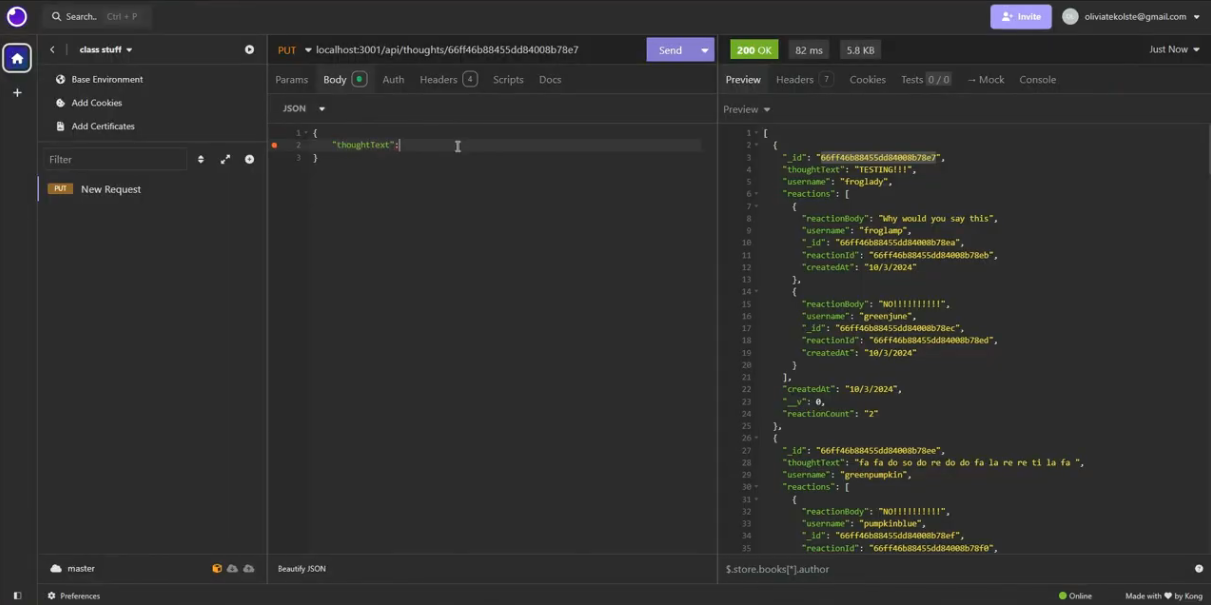 Search.. Ctrl + P
Invite
oliviatekolste@gmail.com
class stuff
PUT localhost:3001/api/thoughts/66ff46b88455dd84008b78e7
Send
200 OK
82 ms
5.8 KB
Just Now
Base Environment
Add Cookies
Add Certificates
Params
Body
Auth
Headers 4
Scripts
Docs
Preview
Headers 7
Cookies
Tests 0 / 0
→ Mock
Console
JSON
Preview
Filter
PUT New Request
1 {
2 "thoughtText":
3 }
1 [
2 {
3 "_id": "66ff46b88455dd84008b78e7",
4 "thoughtText": "TESTING!!!",
5 "username": "froglady",
6 "reactions": [
7 {
8 "reactionBody": "Why would you say this",
9 "username": "froglamp",
10 "_id": "66ff46b88455dd84008b78ea",
11 "reactionId": "66ff46b88455dd84008b78eb",
12 "createdAt": "10/3/2024"
13 },
14 {
15 "reactionBody": "NO!!!!!!!!!!",
16 "username": "greenjune",
17 "_id": "66ff46b88455dd84008b78ec",
18 "reactionId": "66ff46b88455dd84008b78ed",
19 "createdAt": "10/3/2024"
20 }
21 ],
22 "createdAt": "10/3/2024",
23 "__v": 0,
24 "reactionCount": "2"
25 },
26 {
27 "_id": "66ff46b88455dd84008b78ee",
28 "thoughtText": "fa fa do so do re do do fa la re re ti la fa ",
29 "username": "greenpumpkin",
30 "reactions": [
31 {
32 "reactionBody": "NO!!!!!!!!!!",
33 "username": "pumpkinblue",
34 "_id": "66ff46b88455dd84008b78ef",
35 "reactionId": "66ff46b88455dd84008b78f0",
master
Beautify JSON
$.store.books[*].author
Preferences
Online
Made with ♥ by Kong